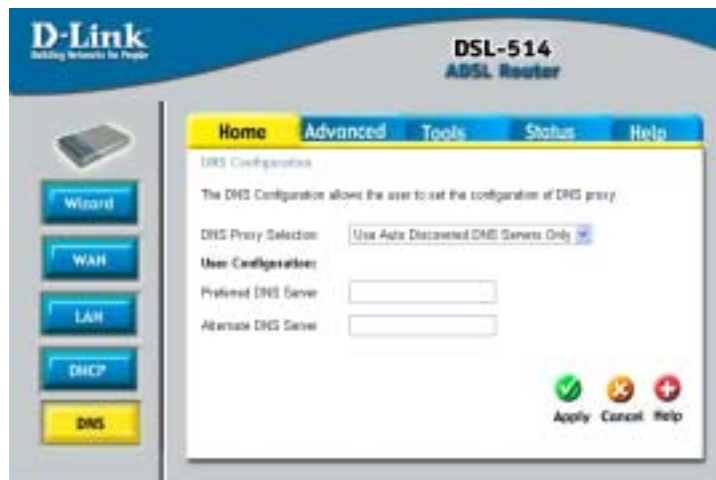 D-Link
Building Networks for People
DSL-514
ADSL Router
Home Advanced Tools Status Help
DNS Configuration
The DNS Configuration allows the user to set the configuration of DNS proxy.
Wizard
DNS Proxy Selection Use Auto Discovered DNS Servers Only
WAN
User Configuration:
Preferred DNS Server
LAN
Alternate DNS Server
DHCP
DNS
Apply Cancel Help